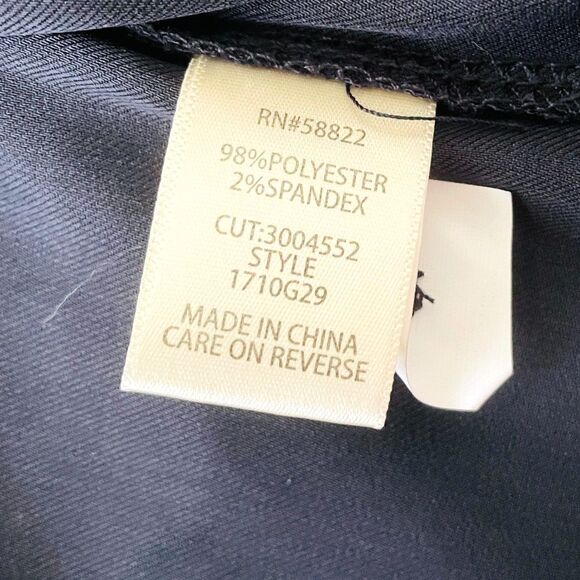 RN#58822
98%POLYESTER
2%SPANDEX
CUT:3004552
STYLE
1710G29
MADE IN CHINA
CARE ON REVERSE